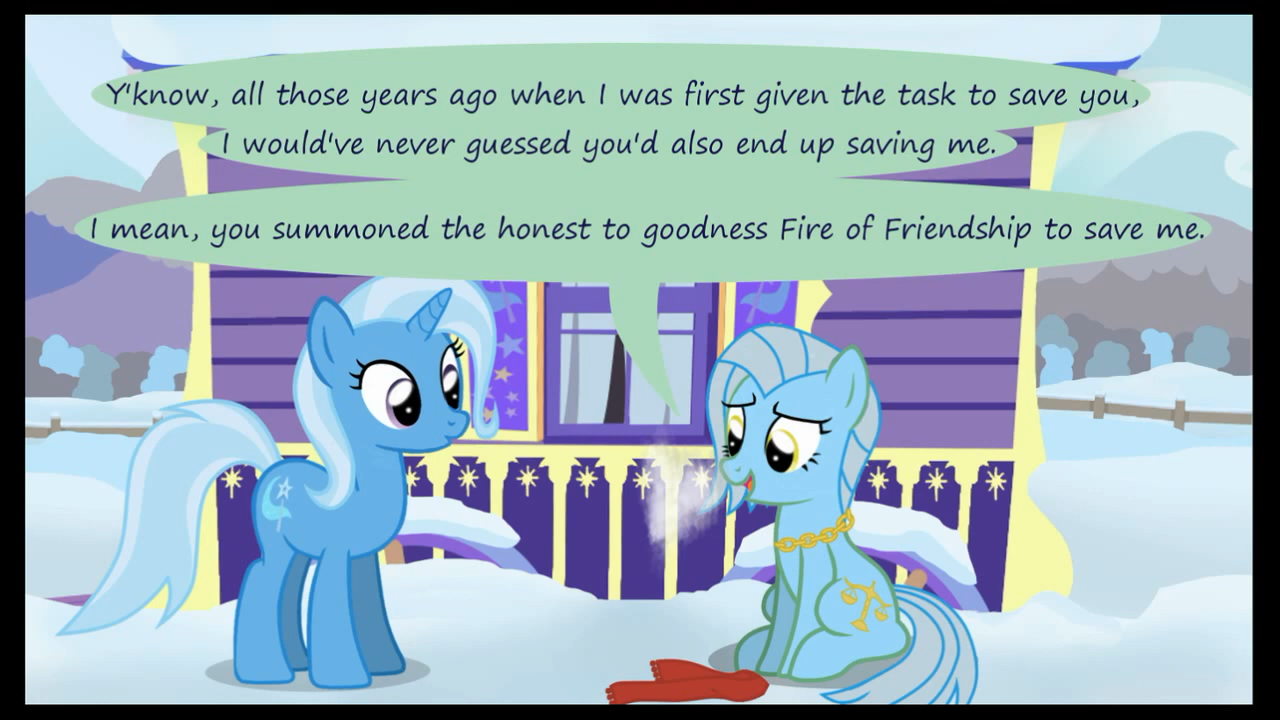 Y'know, all those years ago when I was first given the task to save you,
I would've never guessed you'd also end up saving me.
I mean, you summoned the honest to goodness Fire of Friendship to save me.